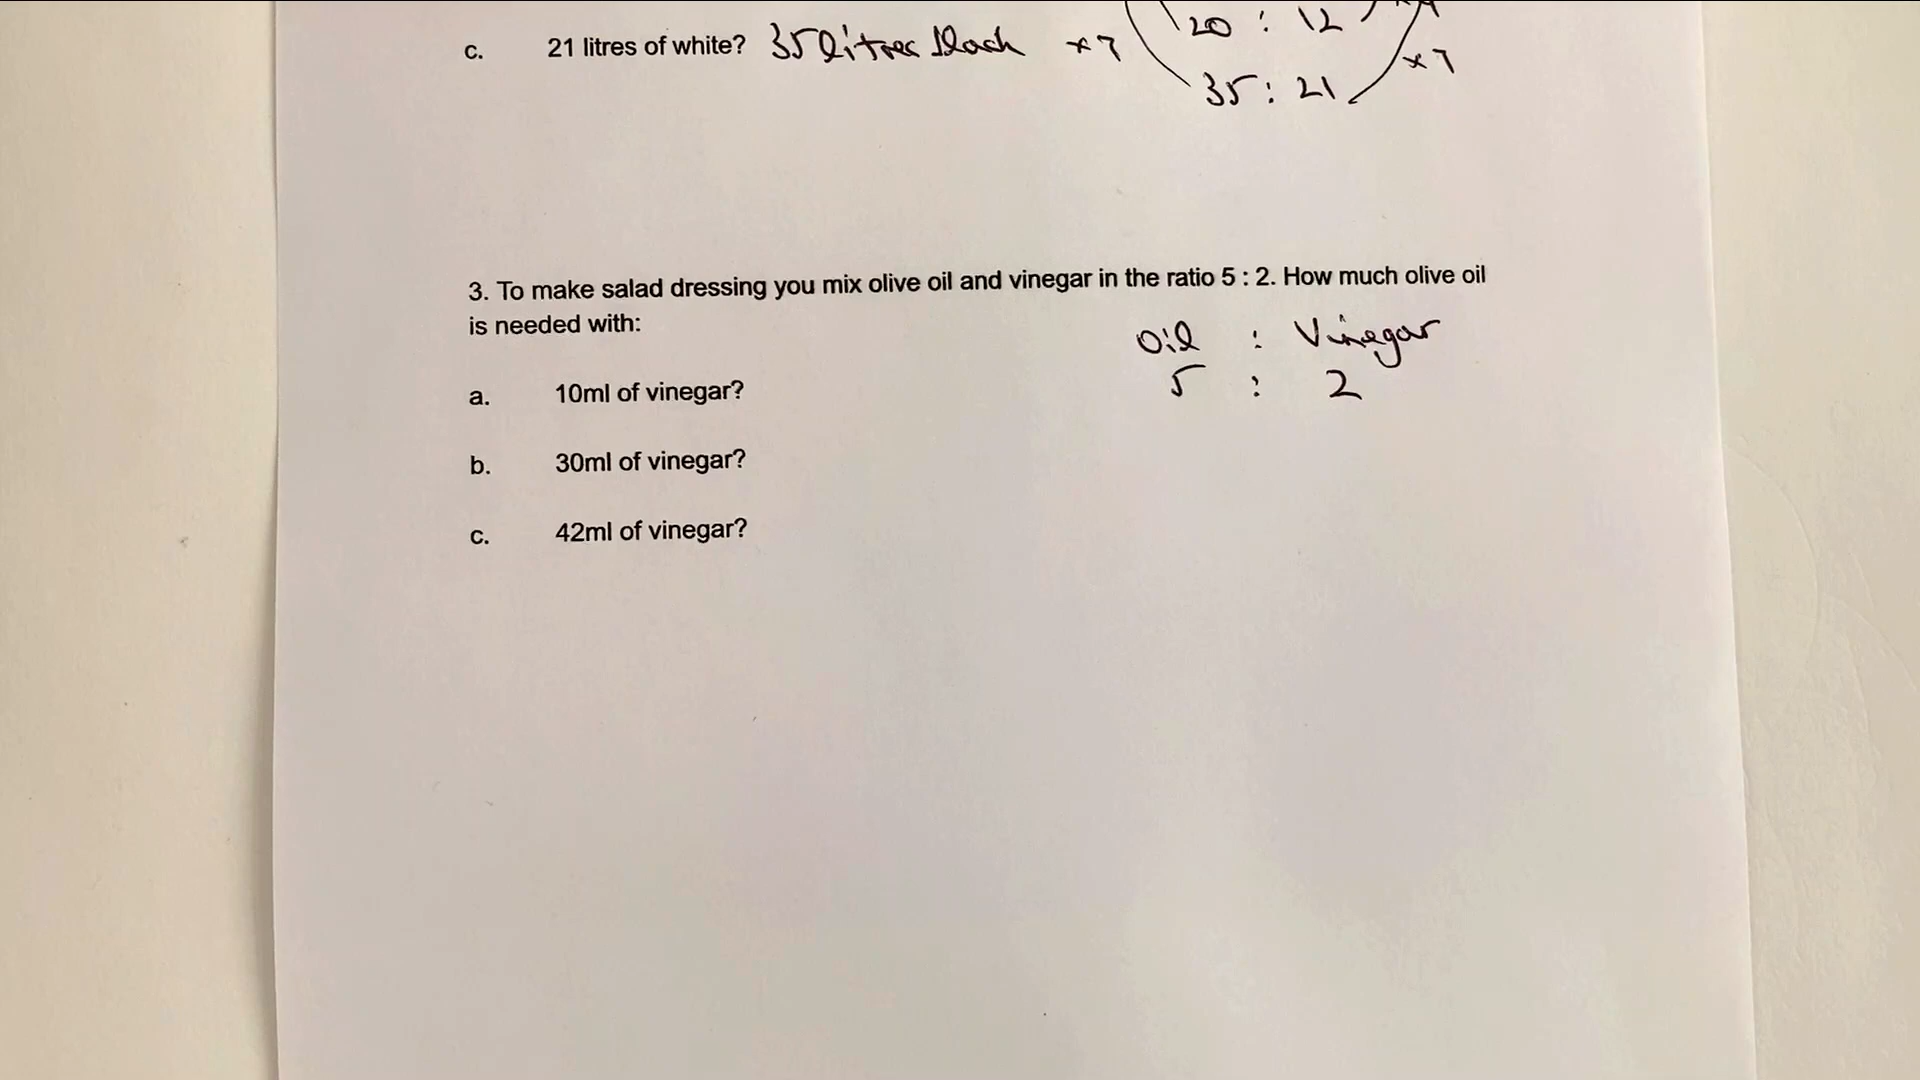 20 : 12
c. 21 litres of white? 35 litres black ×7
×7
35 : 21
3. To make salad dressing you mix olive oil and vinegar in the ratio 5 : 2. How much olive oil
is needed with:
Oil : Vinegar
5 : 2
a. 10ml of vinegar?
b. 30ml of vinegar?
c. 42ml of vinegar?